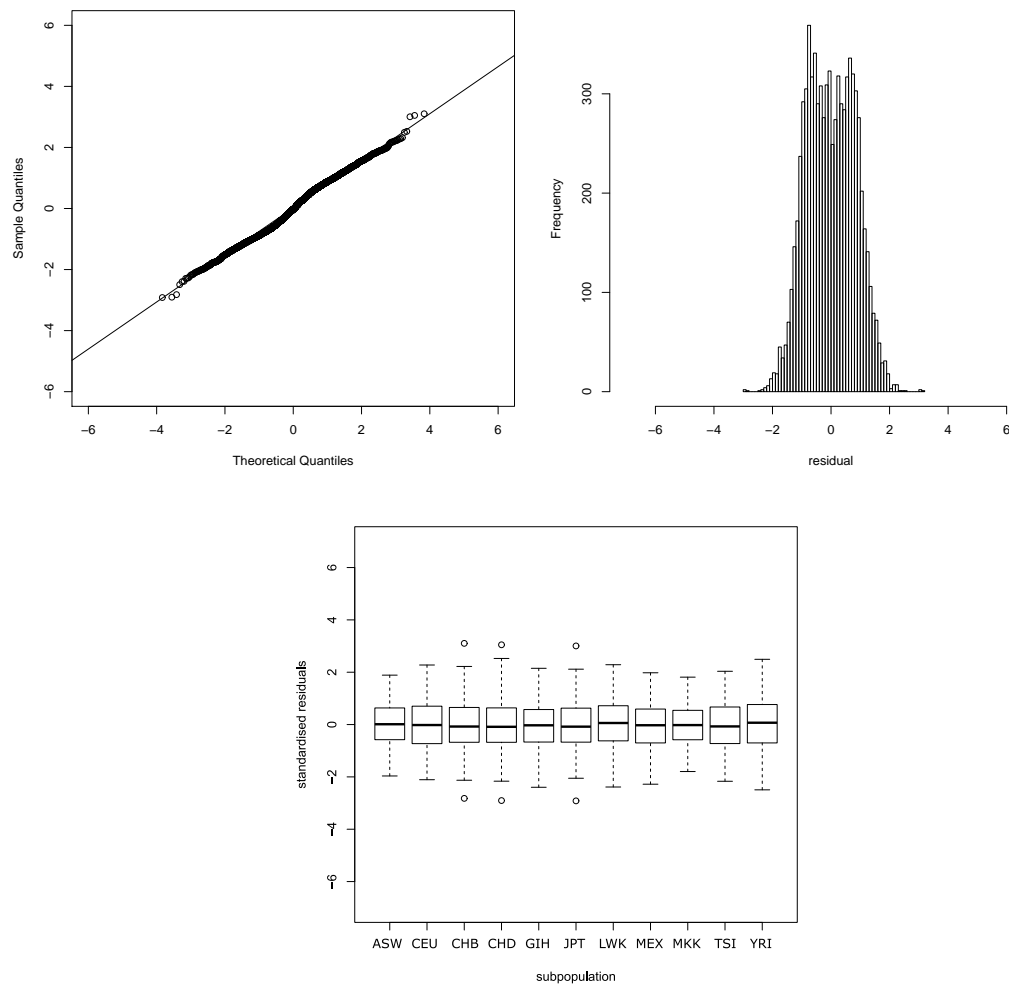 6
4
2
0
−2
−4
−6
Sample Quantiles
−6 −4 −2 0 2 4 6
Theoretical Quantiles
300
200
100
0
Frequency
−6 −4 −2 0 2 4 6
residual
6
4
2
0
−2
−4
−6
standardised residuals
ASW CEU CHB CHD GIH JPT LWK MEX MKK TSI YRI
subpopulation